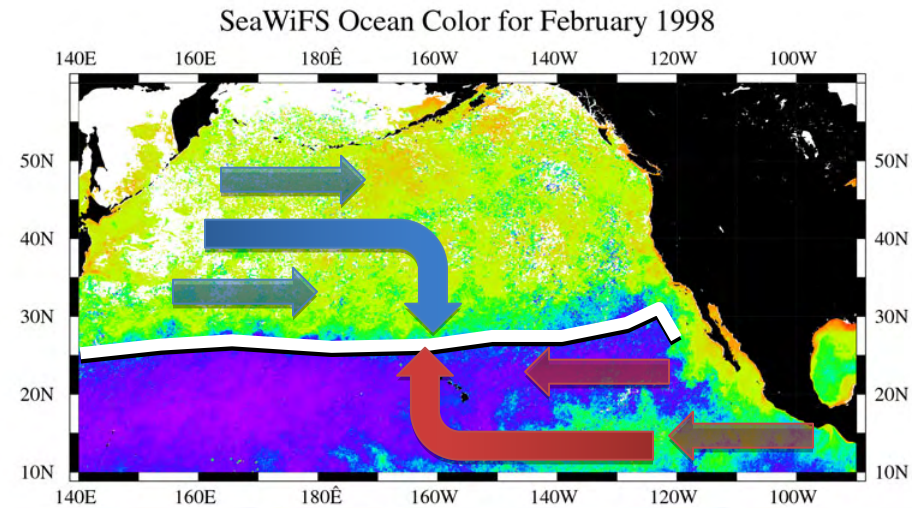 SeaWiFS Ocean Color for February 1998
140E 160E 180Ê 160W 140W 120W 100W
50N 50N
40N 40N
30N 30N
20N 20N
10N 10N
140E 160E 180Ê 160W 140W 120W 100W